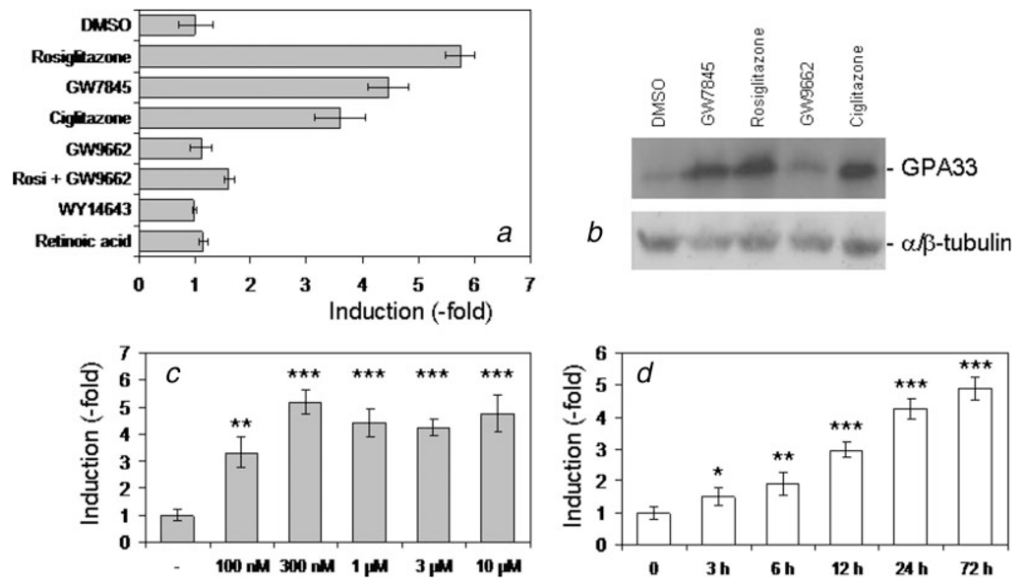 DMSO
Rosiglitazone
GW7845
Ciglitazone
GW9662
Rosi + GW9662
WY14643
Retinoic acid
a
0 1 2 3 4 5 6 7
Induction (-fold)
DMSO
GW7845
Rosiglitazone
GW9662
Ciglitazone
- GPA33
b
- α/β-tubulin
Induction (-fold)
7
6
5
4
3
2
1
0
c
**
***
***
***
***
- 100 nM 300 nM 1 µM 3 µM 10 µM
Induction (-fold)
6
5
4
3
2
1
0
d
*
**
***
***
***
0 3 h 6 h 12 h 24 h 72 h